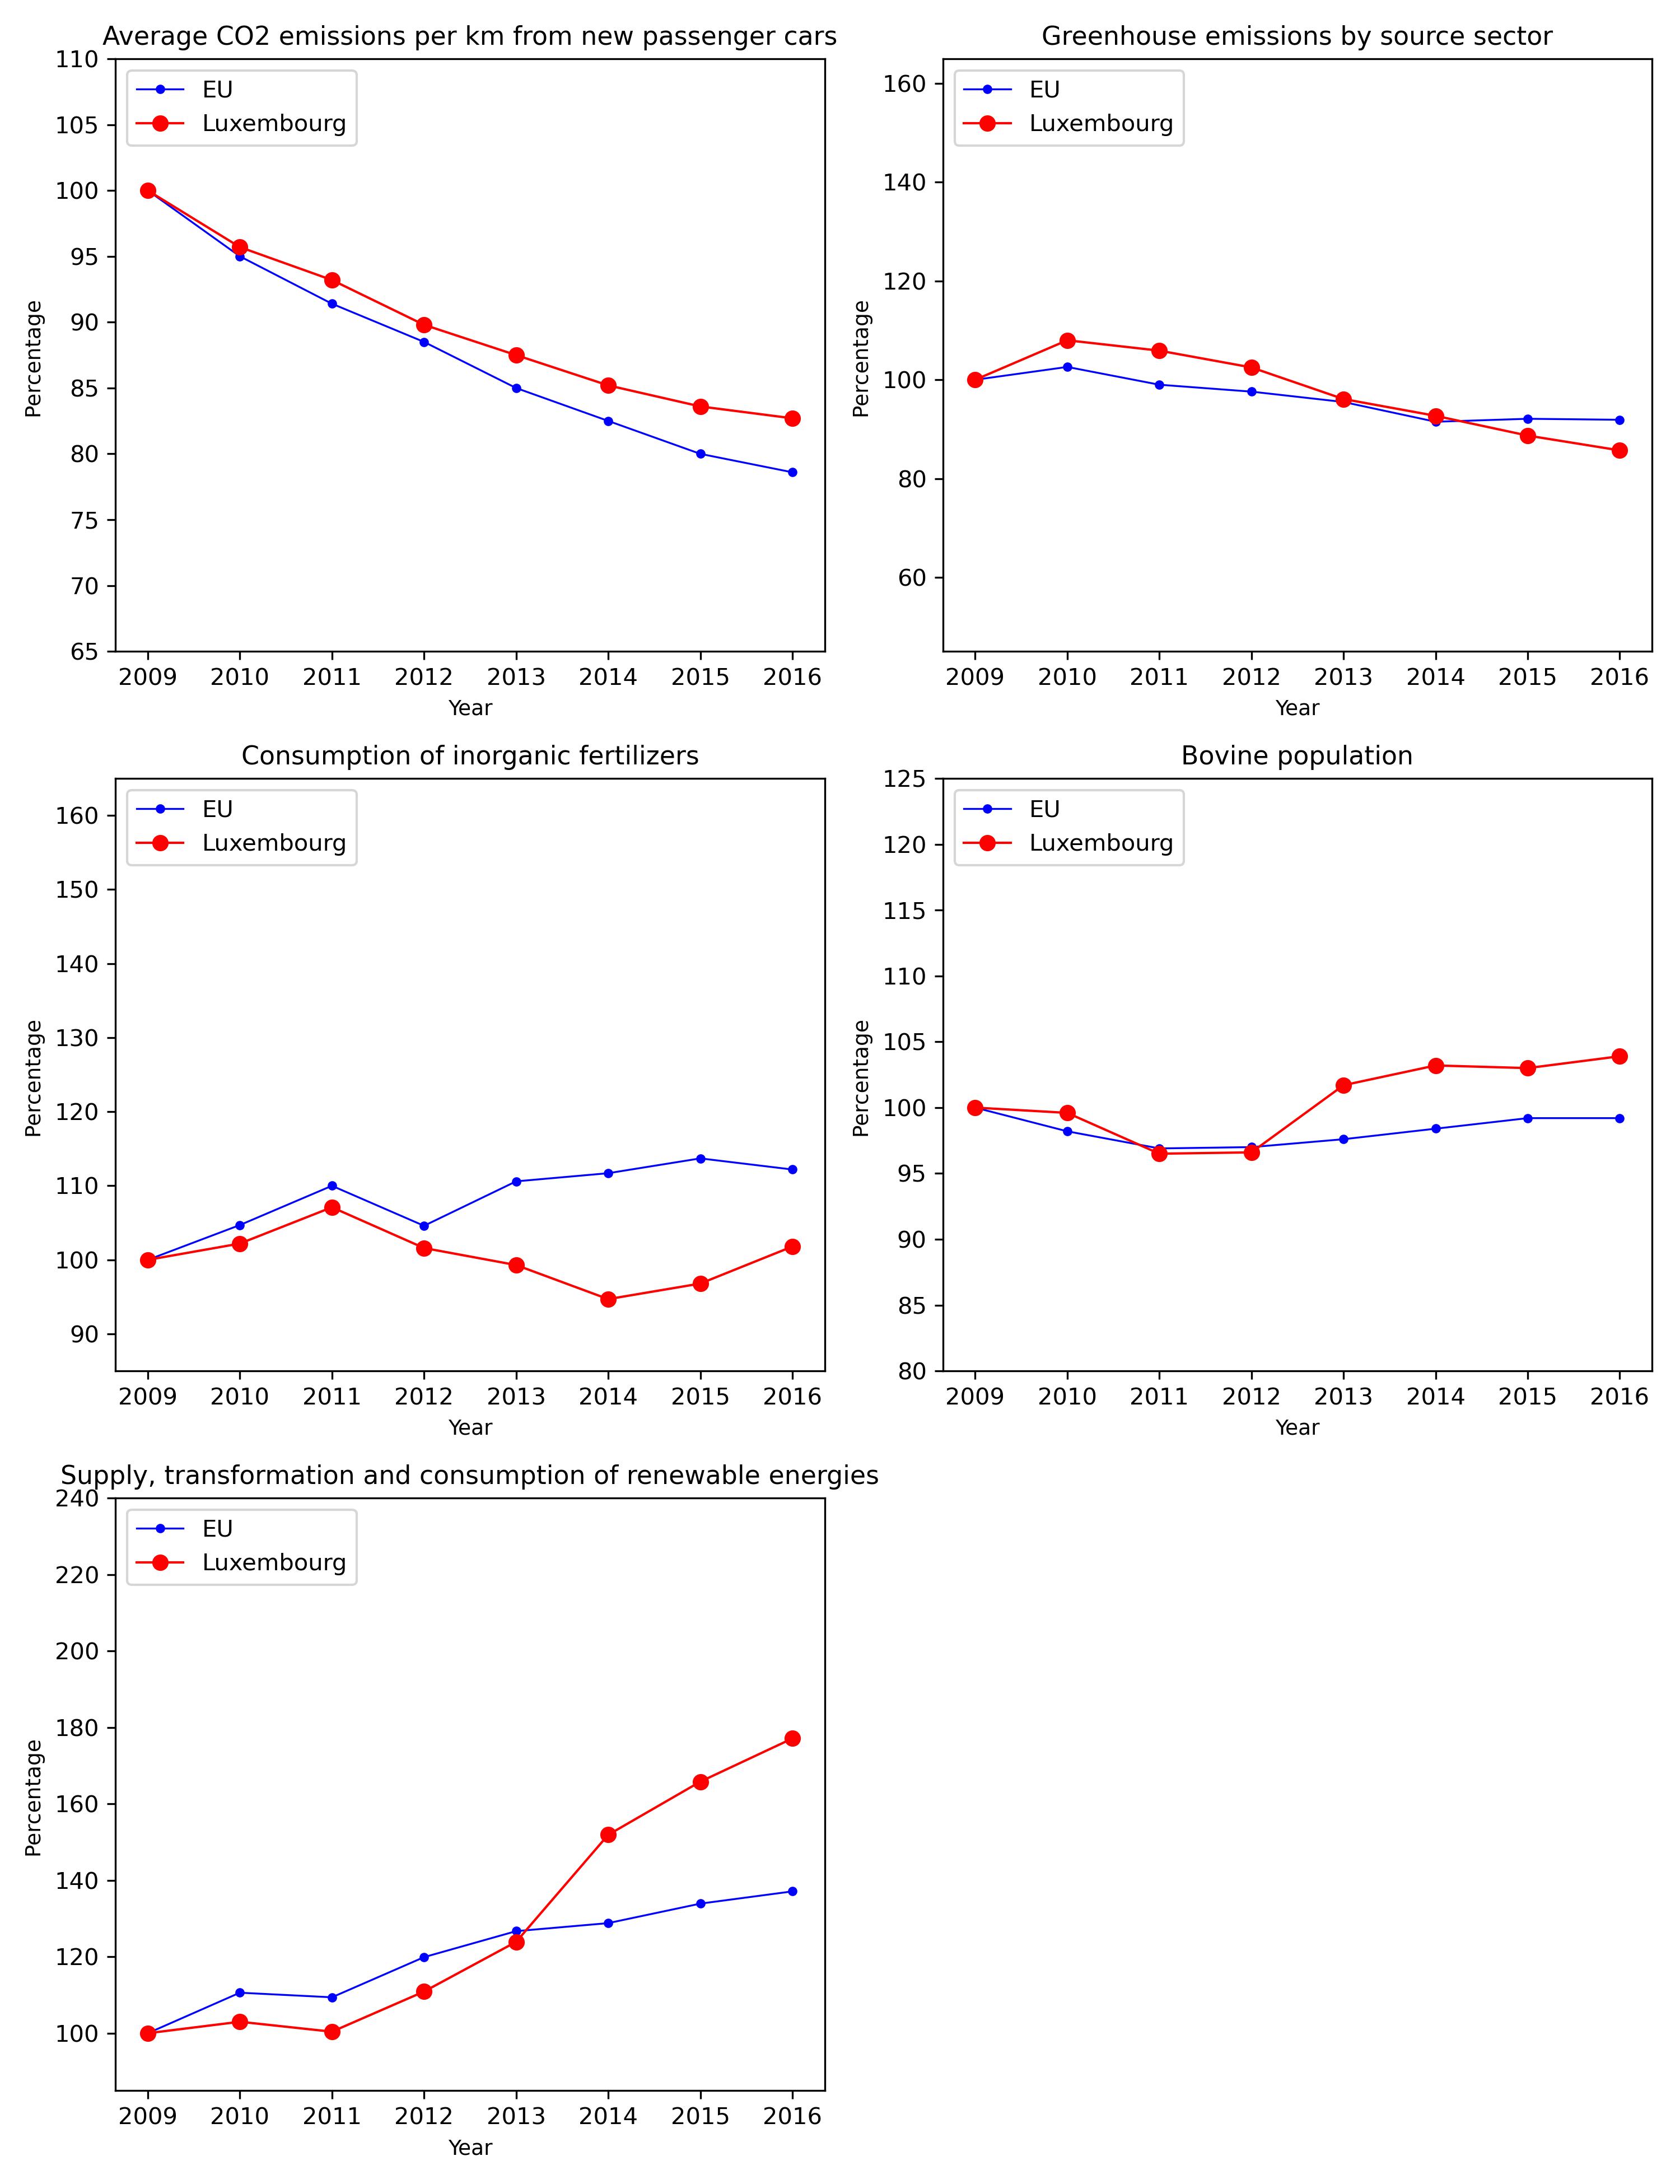 Average CO2 emissions per km from new passenger cars
110
105
100
95
90
85
80
75
70
65
Percentage
EU
Luxembourg
2009 2010 2011 2012 2013 2014 2015 2016
Year
Greenhouse emissions by source sector
160
140
120
100
80
60
Percentage
EU
Luxembourg
2009 2010 2011 2012 2013 2014 2015 2016
Year
Consumption of inorganic fertilizers
160
150
140
130
120
110
100
90
Percentage
EU
Luxembourg
2009 2010 2011 2012 2013 2014 2015 2016
Year
Bovine population
125
120
115
110
105
100
95
90
85
80
Percentage
EU
Luxembourg
2009 2010 2011 2012 2013 2014 2015 2016
Year
Supply, transformation and consumption of renewable energies
240
220
200
180
160
140
120
100
Percentage
EU
Luxembourg
2009 2010 2011 2012 2013 2014 2015 2016
Year